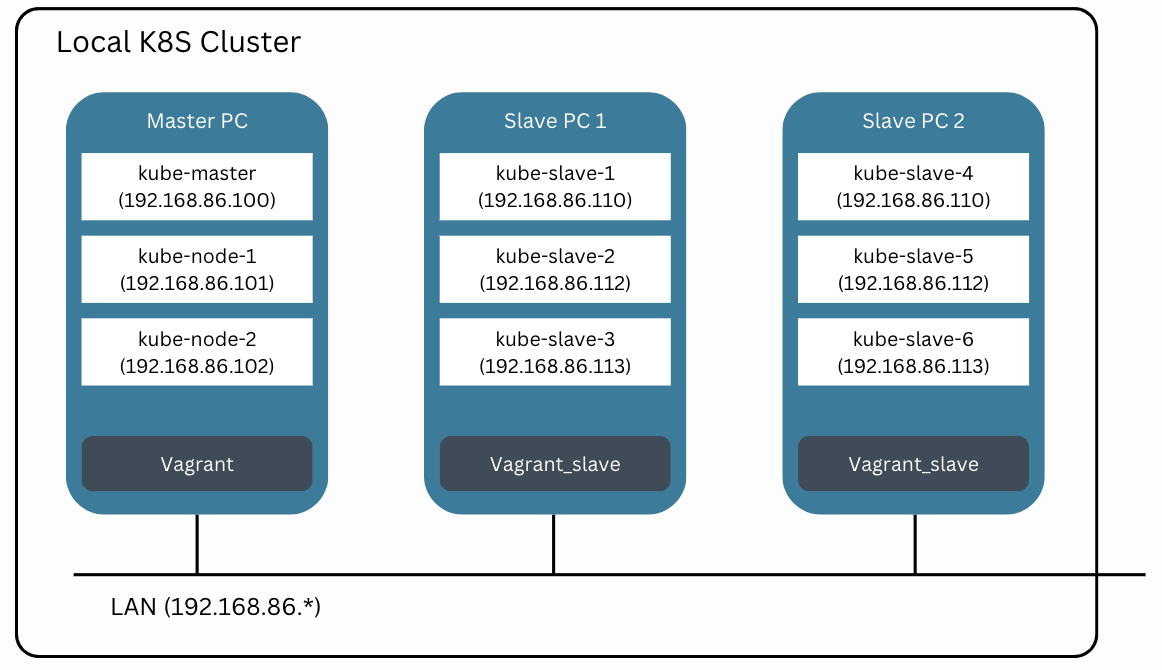 Local K8S Cluster
Master PC
kube-master
(192.168.86.100)
kube-node-1
(192.168.86.101)
kube-node-2
(192.168.86.102)
Vagrant
Slave PC 1
kube-slave-1
(192.168.86.110)
kube-slave-2
(192.168.86.112)
kube-slave-3
(192.168.86.113)
Vagrant_slave
Slave PC 2
kube-slave-4
(192.168.86.110)
kube-slave-5
(192.168.86.112)
kube-slave-6
(192.168.86.113)
Vagrant_slave
LAN (192.168.86.*)